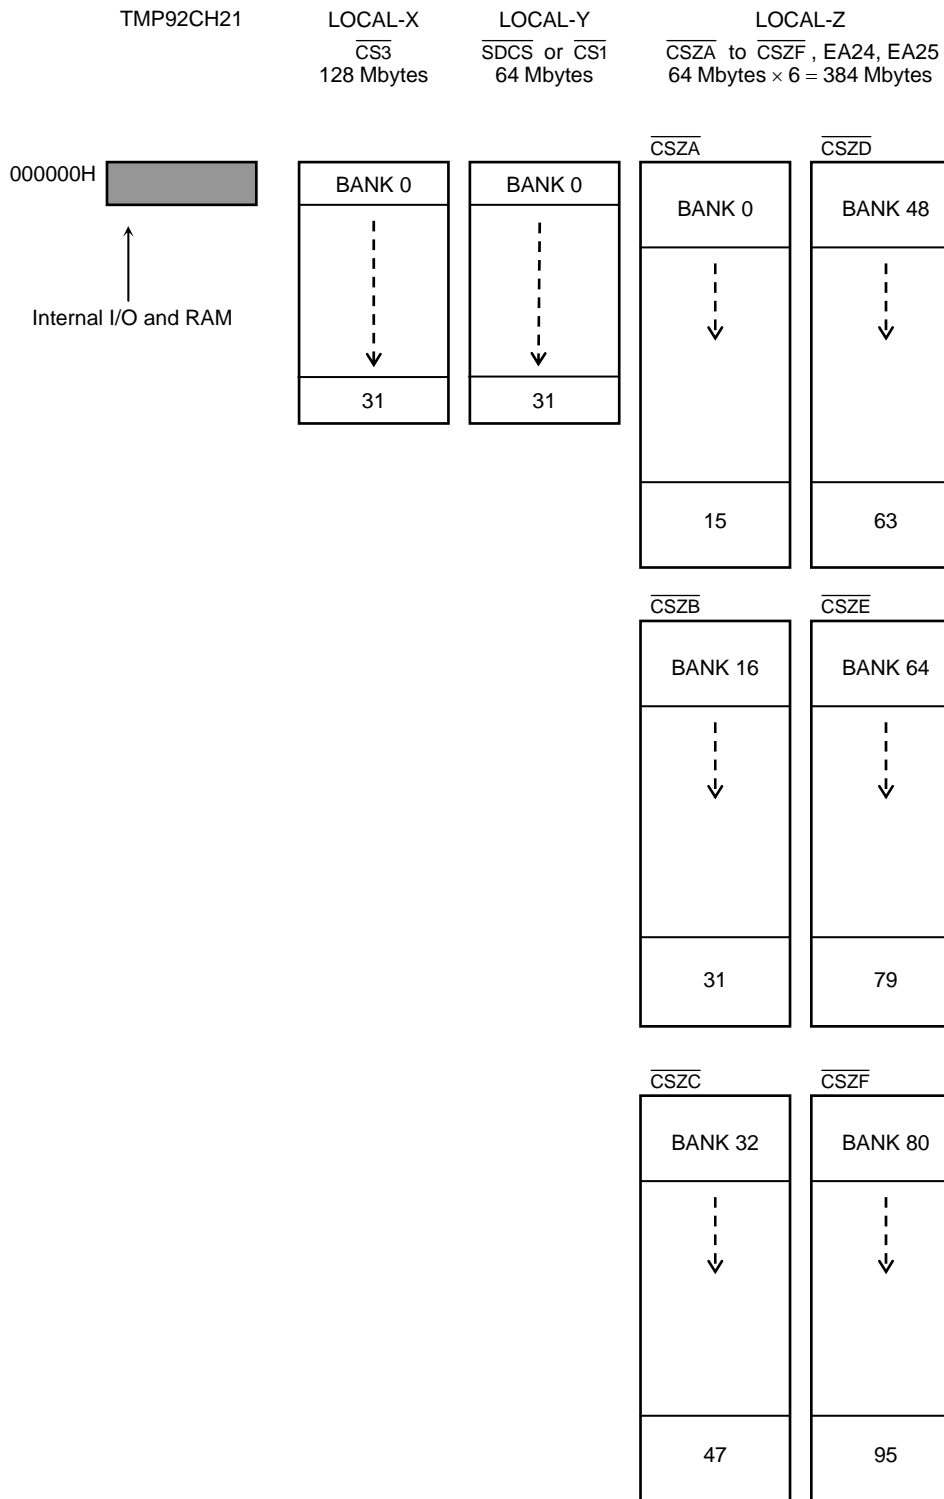 TMP92CH21
LOCAL-X
CS3
128 Mbytes
LOCAL-Y
SDCS or CS1
64 Mbytes
LOCAL-Z
CSZA to CSZF , EA24, EA25
64 Mbytes × 6 = 384 Mbytes
000000H
Internal I/O and RAM
BANK 0
31
BANK 0
31
CSZA
BANK 0
15
CSZD
BANK 48
63
CSZB
BANK 16
31
CSZE
BANK 64
79
CSZC
BANK 32
47
CSZF
BANK 80
95